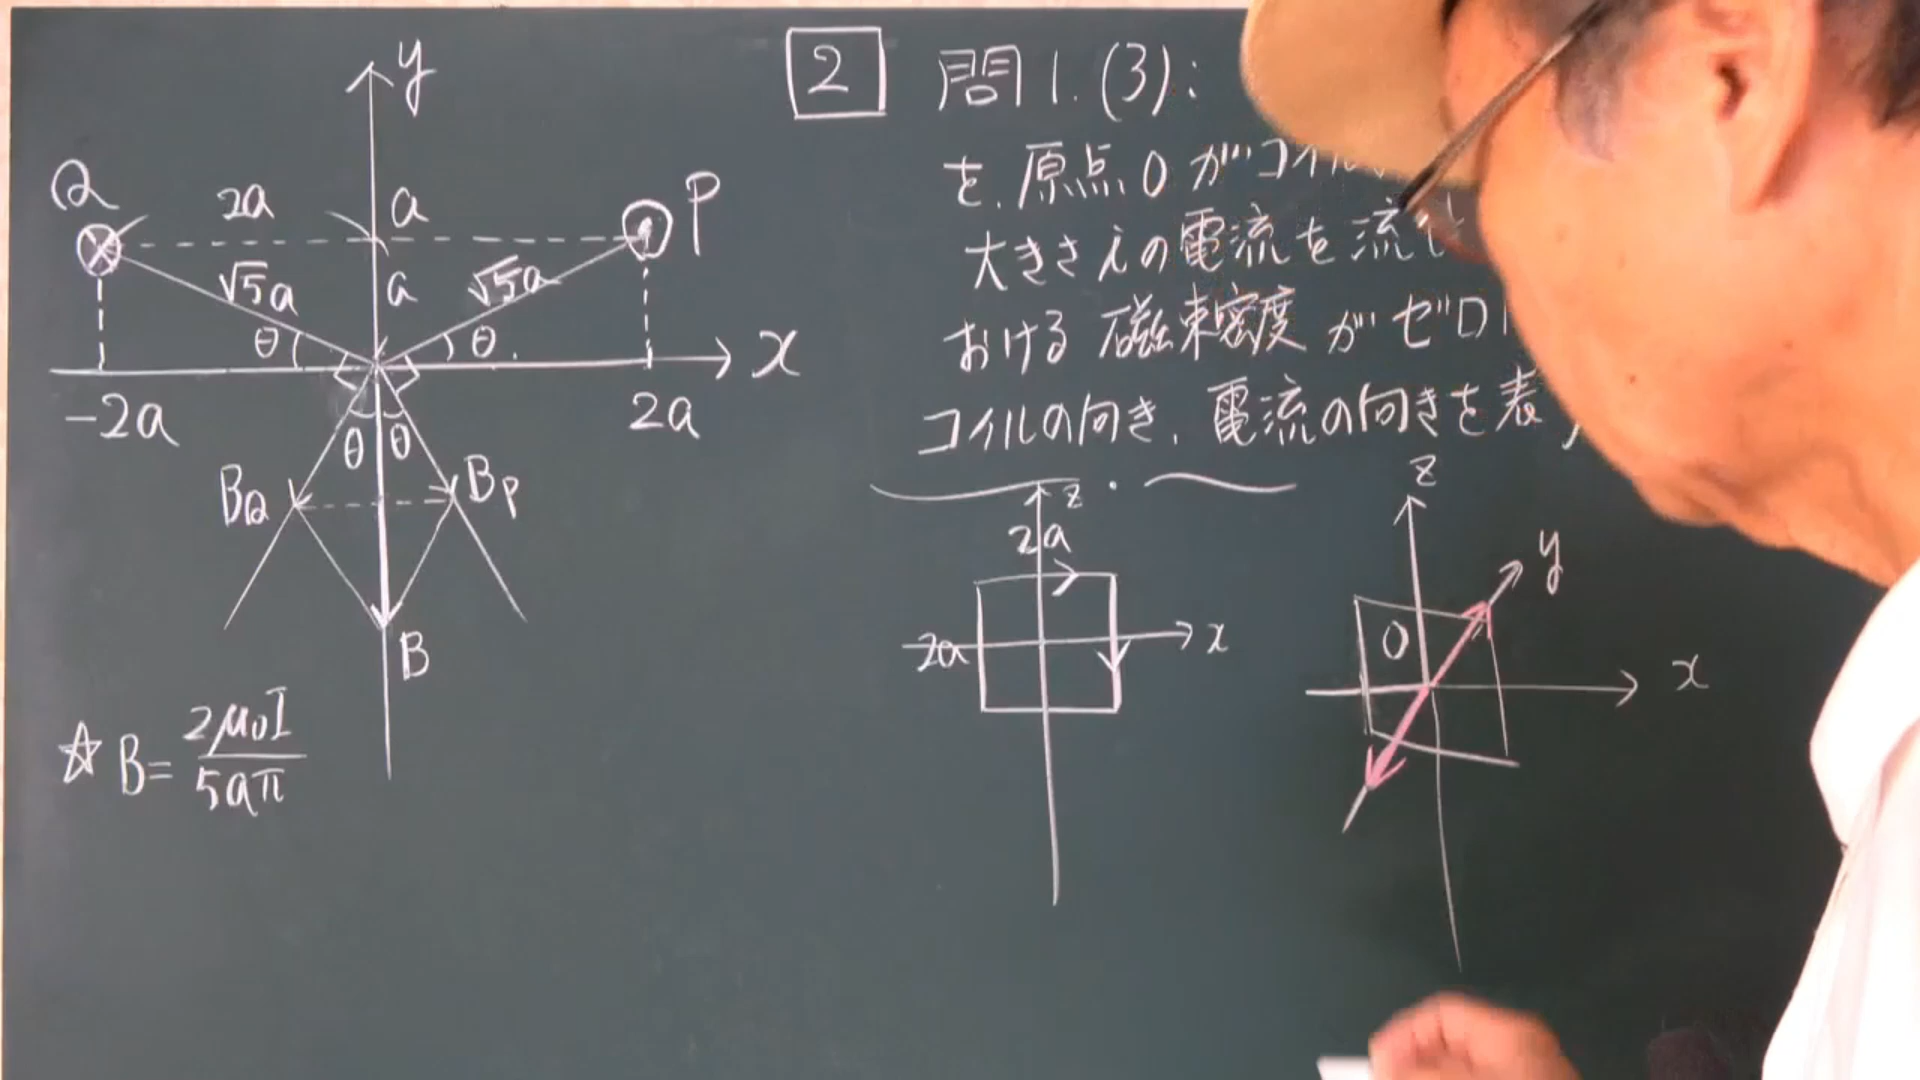 y
Q
2a
a
P
√5a
a
√5a
θ
θ
x
-2a
2a
θ θ
BQ
BP
B
☆ B= 2μ0I / 5aπ
2 問1.(3):
を、原点Oがコイル
大きさiの電流を流
おける磁束密度がゼロ
コイルの向き、電流の向きを表
z
2a
2a
x
z
y
O
x